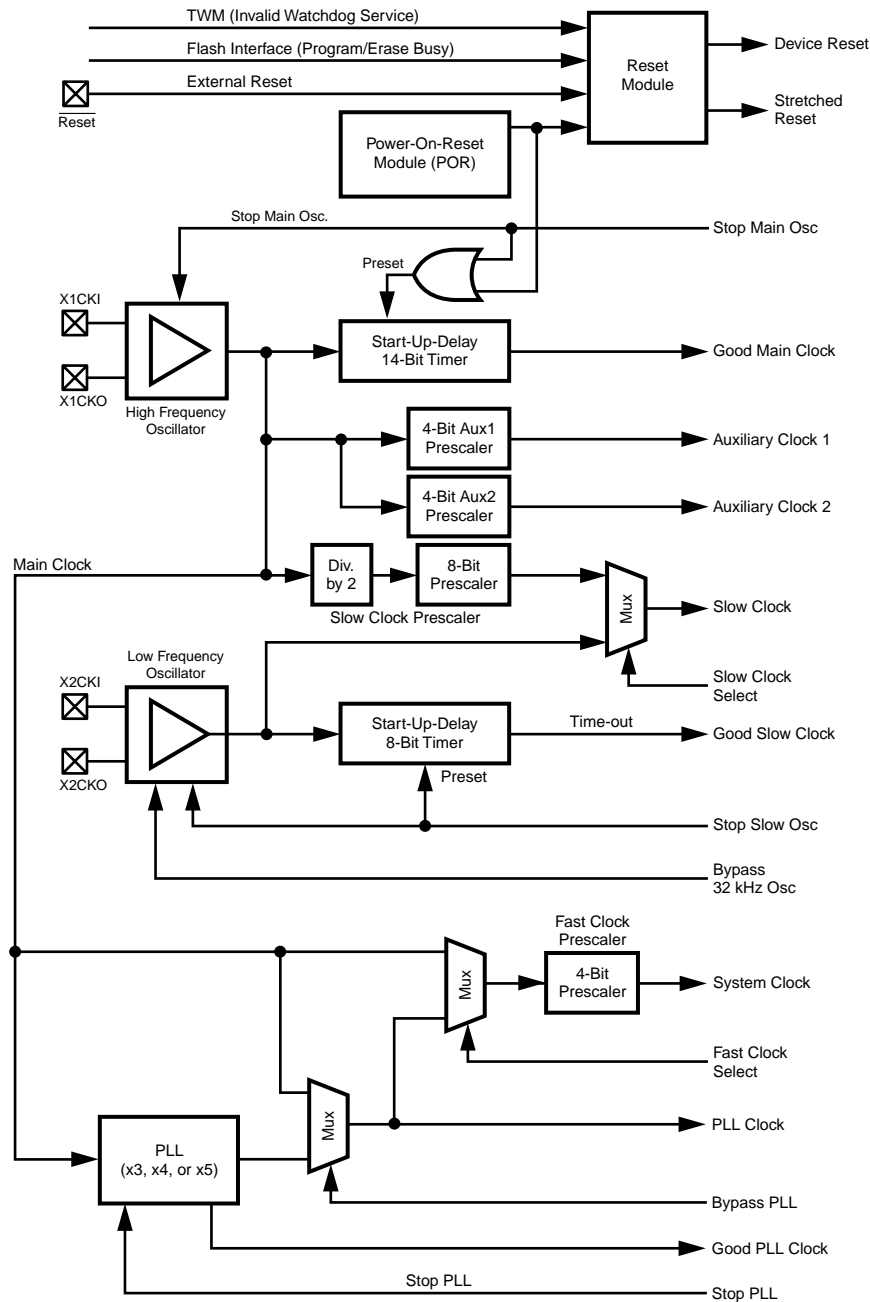 TWM (Invalid Watchdog Service)
Flash Interface (Program/Erase Busy)
External Reset
Reset
Reset
Module
Device Reset
Stretched
Reset
Power-On-Reset
Module (POR)
Stop Main Osc.
Stop Main Osc
Preset
X1CKI
X1CKO
High Frequency
Oscillator
Start-Up-Delay
14-Bit Timer
Good Main Clock
4-Bit Aux1
Prescaler
Auxiliary Clock 1
4-Bit Aux2
Prescaler
Auxiliary Clock 2
Main Clock
Div.
by 2
8-Bit
Prescaler
Slow Clock Prescaler
Mux
Slow Clock
Slow Clock
Select
Low Frequency
Oscillator
X2CKI
X2CKO
Start-Up-Delay
8-Bit Timer
Time-out
Good Slow Clock
Preset
Stop Slow Osc
Bypass
32 kHz Osc
Fast Clock
Prescaler
Mux
4-Bit
Prescaler
System Clock
Fast Clock
Select
Mux
PLL Clock
PLL
(x3, x4, or x5)
Bypass PLL
Good PLL Clock
Stop PLL
Stop PLL